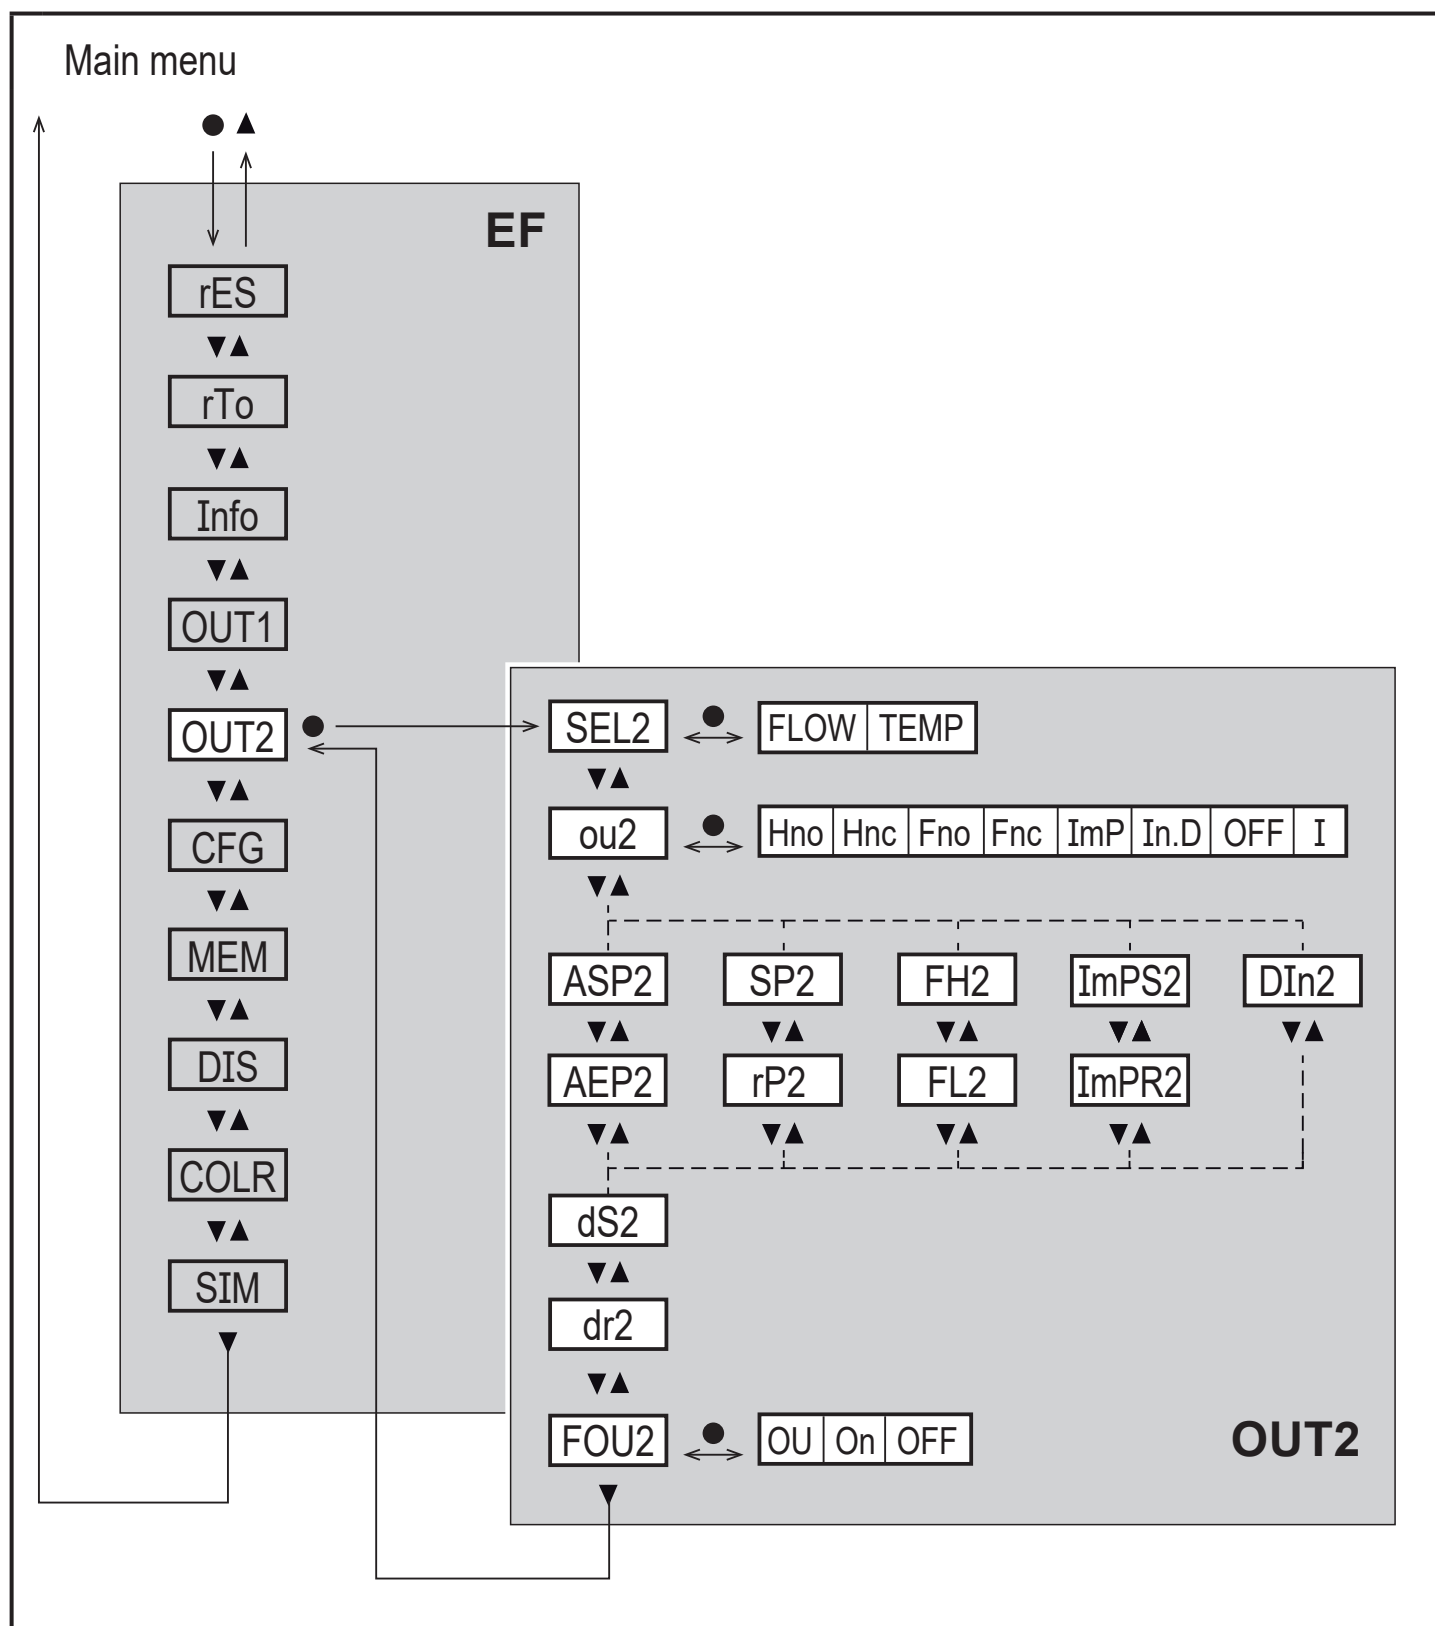 Main menu
EF
rES
rTo
Info
OUT1
OUT2
CFG
MEM
DIS
COLR
SIM
SEL2 FLOW TEMP
ou2 Hno Hnc Fno Fnc ImP In.D OFF I
ASP2 SP2 FH2 ImPS2 DIn2
AEP2 rP2 FL2 ImPR2
dS2
dr2
FOU2 OU On OFF
OUT2